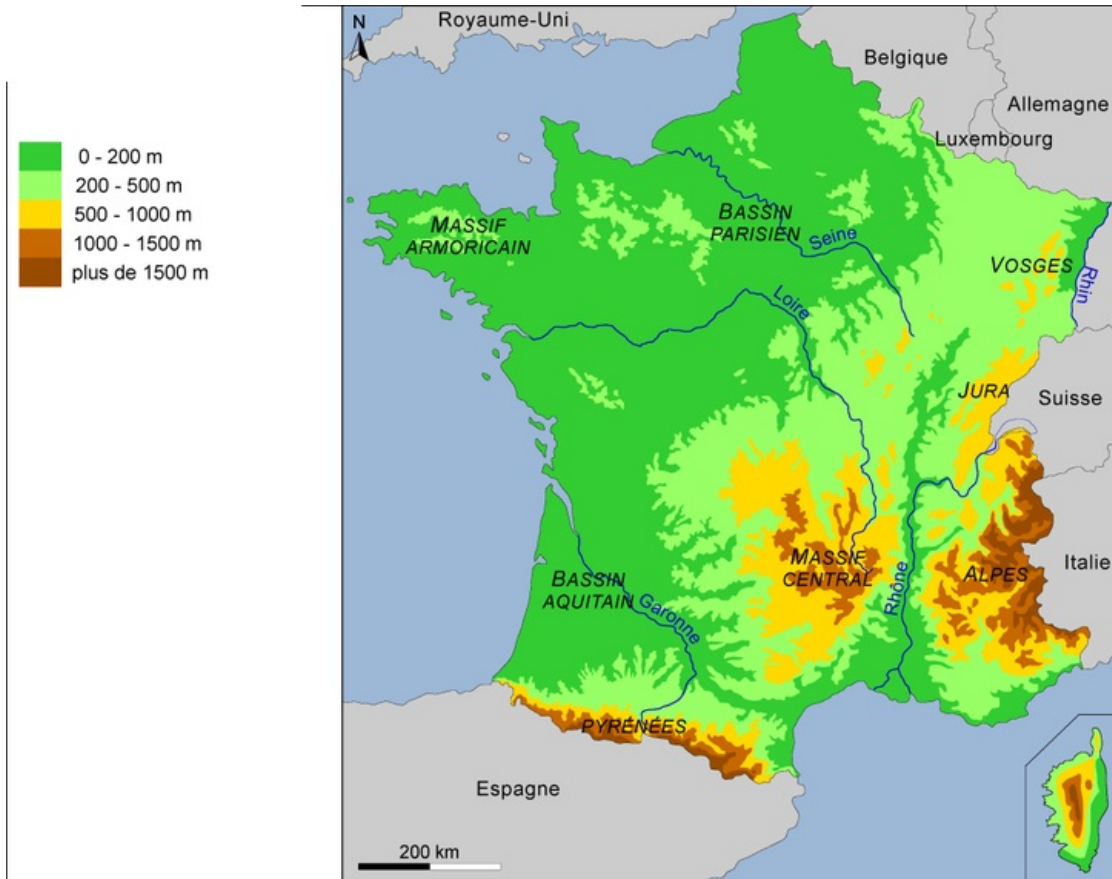 0 - 200 m
200 - 500 m
500 - 1000 m
1000 - 1500 m
plus de 1500 m
N
Royaume-Uni
Belgique
Allemagne
Luxembourg
MASSIF
ARMORICAIN
BASSIN
PARISIEN
Seine
VOSGES
Rhin
Loire
JURA
Suisse
MASSIF
CENTRAL
Rhône
ALPES
Italie
BASSIN
AQUITAIN
Garonne
PYRÉNÉES
Espagne
200 km